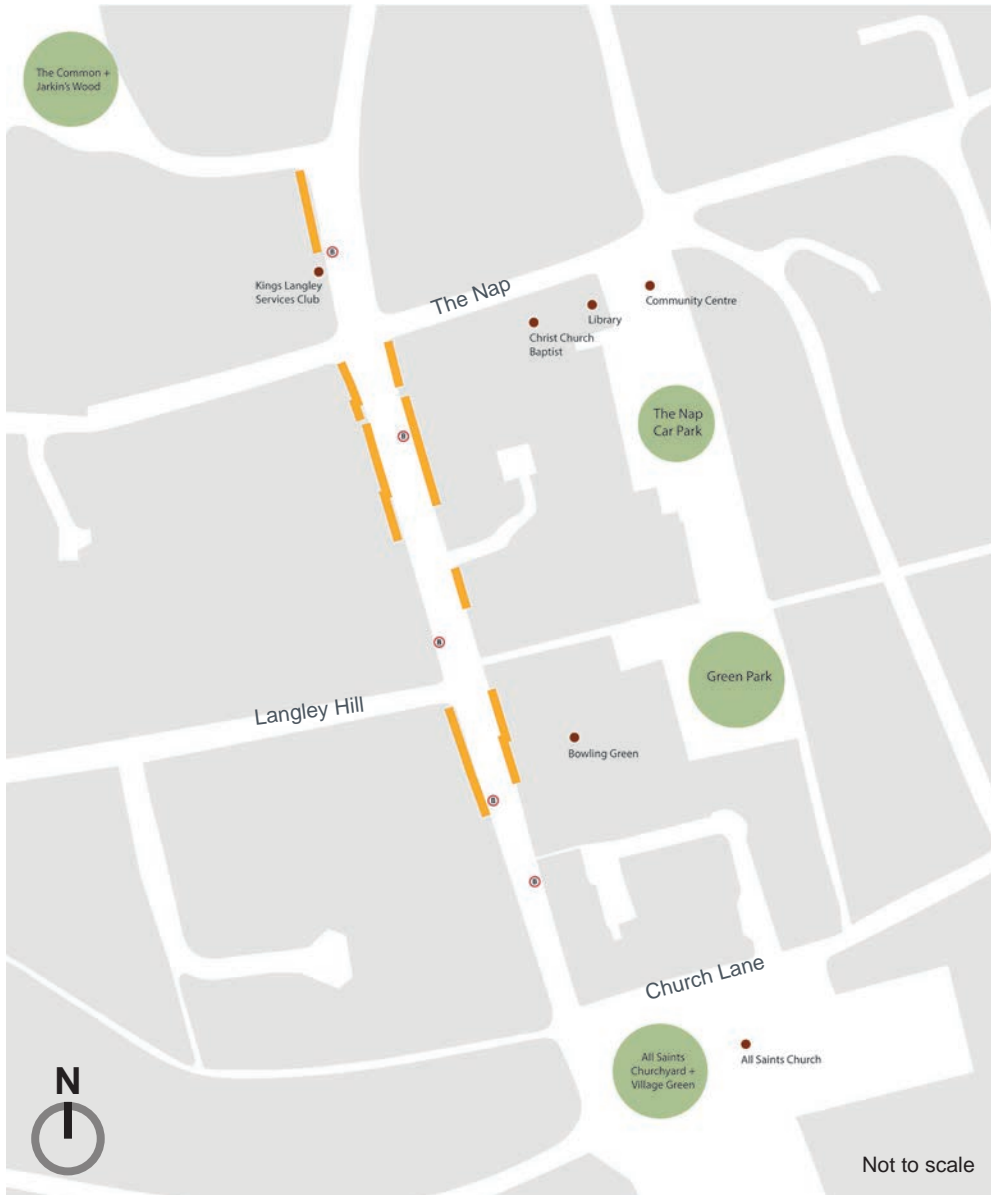 The Common +
Jarkin's Wood
B
Kings Langley
Services Club
The Nap
Community Centre
Library
Christ Church
Baptist
The Nap
Car Park
B
B
Green Park
Langley Hill
Bowling Green
B
B
Church Lane
All Saints
Churchyard +
Village Green
All Saints Church
N
Not to scale